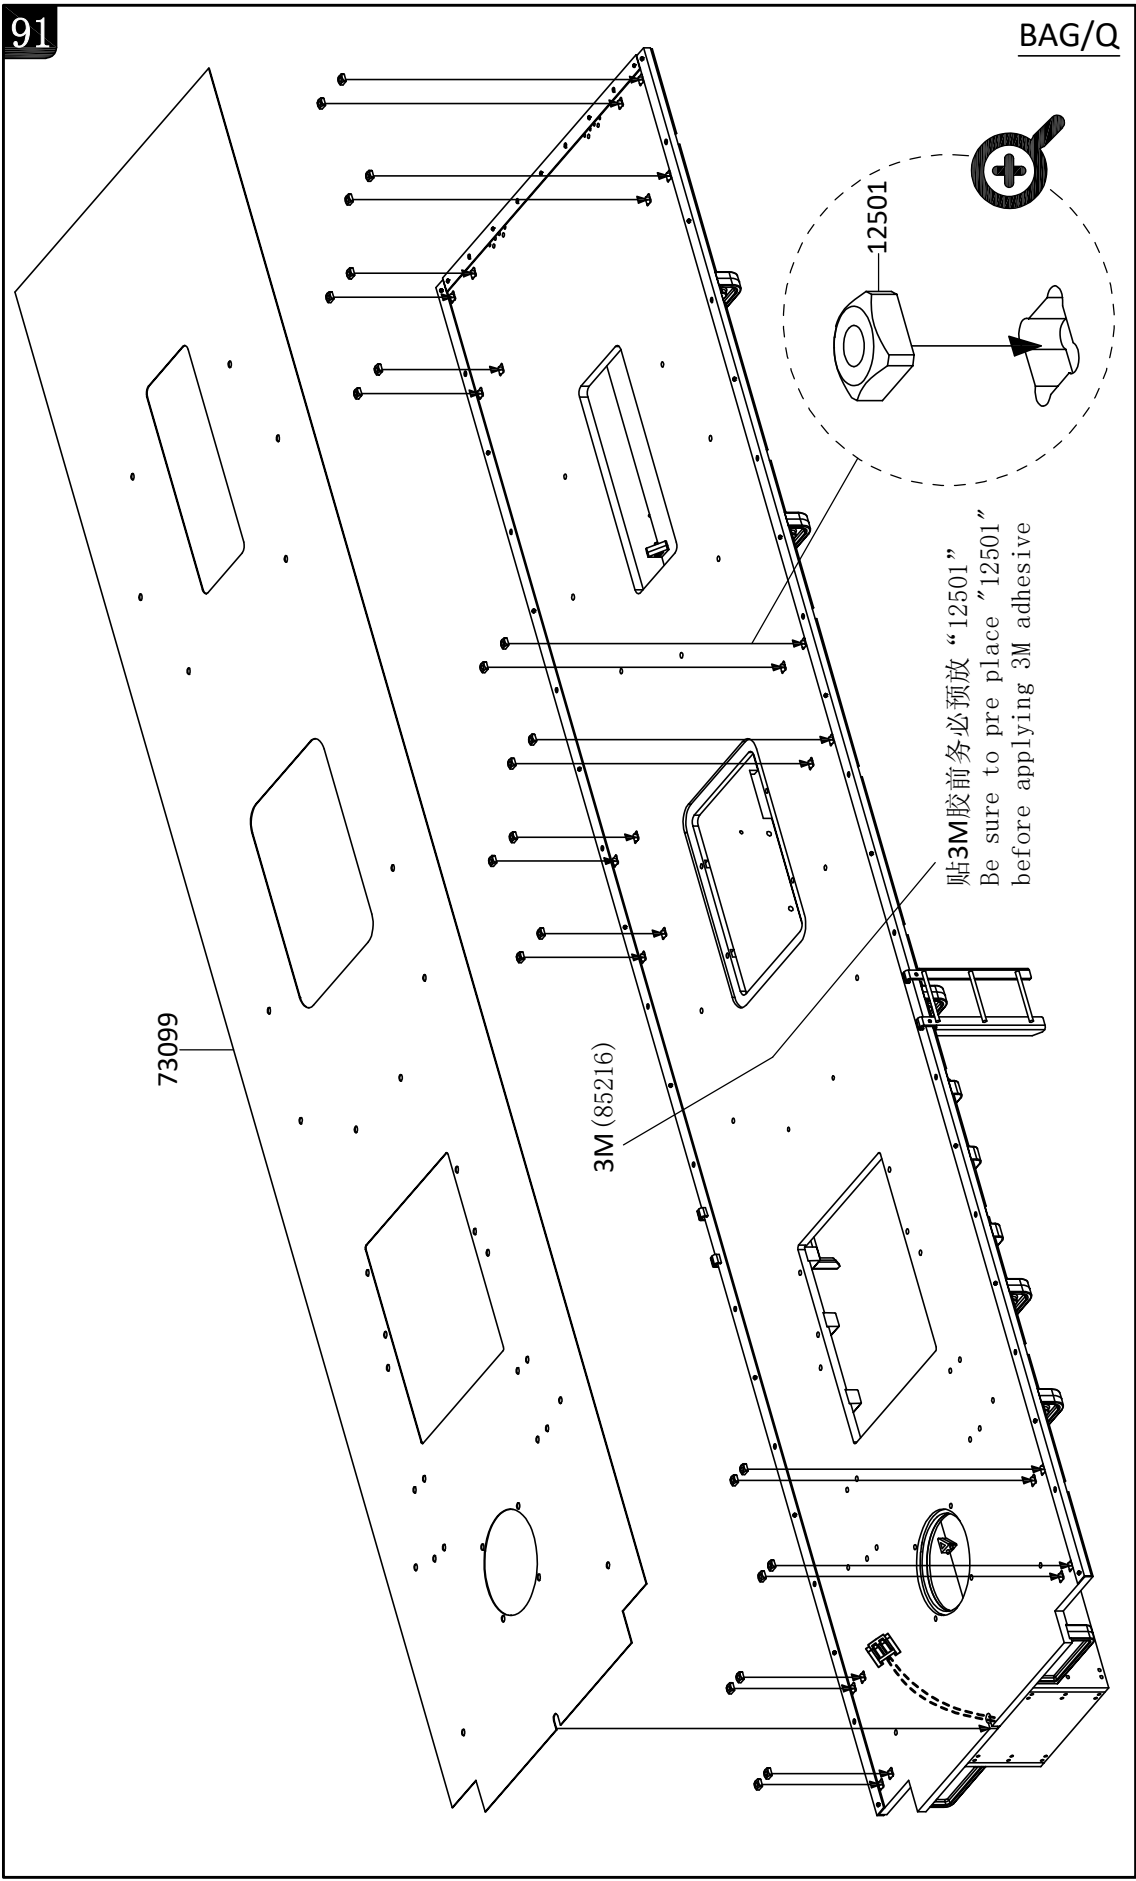 91
BAG/Q
12501
贴3M胶前务必预放“12501”
Be sure to pre place "12501"
before applying 3M adhesive
73099
3M(85216)